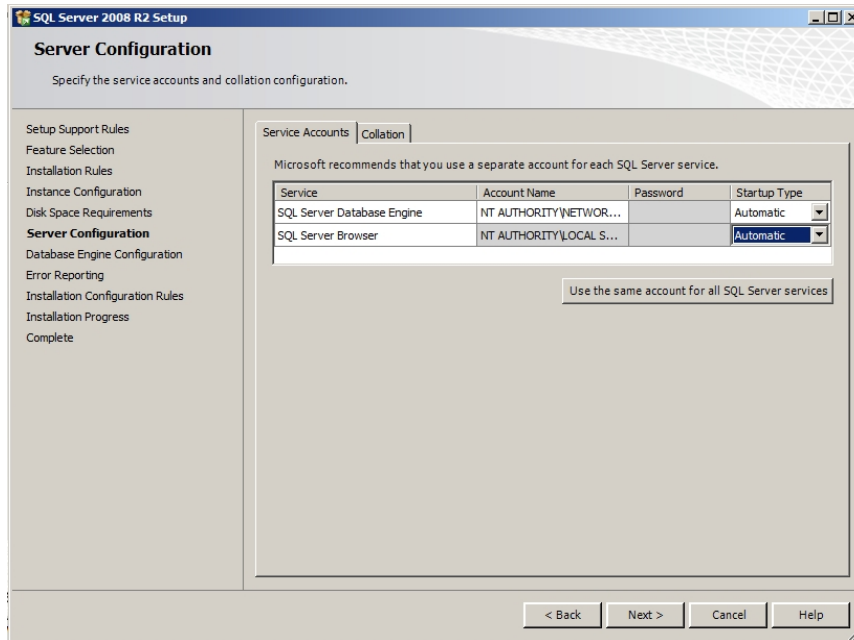 SQL Server 2008 R2 Setup
Server Configuration
Specify the service accounts and collation configuration.
Setup Support Rules
Feature Selection
Installation Rules
Instance Configuration
Disk Space Requirements
Server Configuration
Database Engine Configuration
Error Reporting
Installation Configuration Rules
Installation Progress
Complete
Service Accounts Collation
Microsoft recommends that you use a separate account for each SQL Server service.
Service Account Name Password Startup Type
SQL Server Database Engine NT AUTHORITY\NETWOR... Automatic
SQL Server Browser NT AUTHORITY\LOCAL S... Automatic
Use the same account for all SQL Server services
< Back Next > Cancel Help